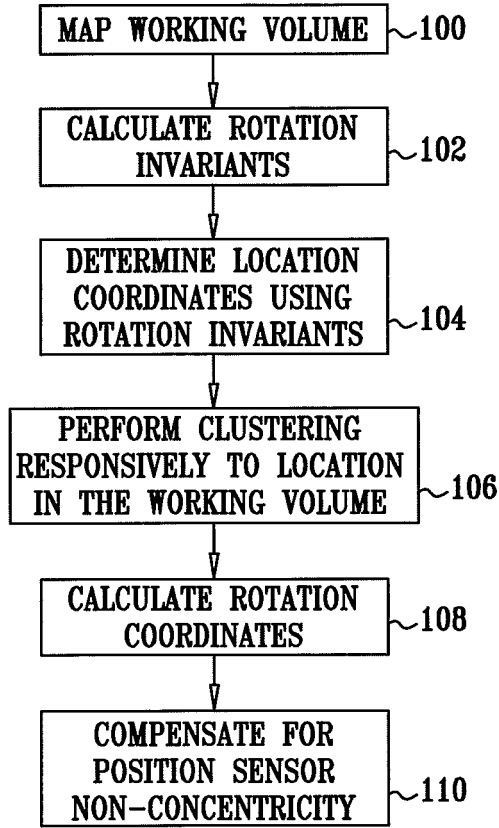 MAP WORKING VOLUME
100
CALCULATE ROTATION
INVARIANTS
102
DETERMINE LOCATION
COORDINATES USING
ROTATION INVARIANTS
104
PERFORM CLUSTERING
RESPONSIVELY TO LOCATION
IN THE WORKING VOLUME
106
CALCULATE ROTATION
COORDINATES
108
COMPENSATE FOR
POSITION SENSOR
NON-CONCENTRICITY
110